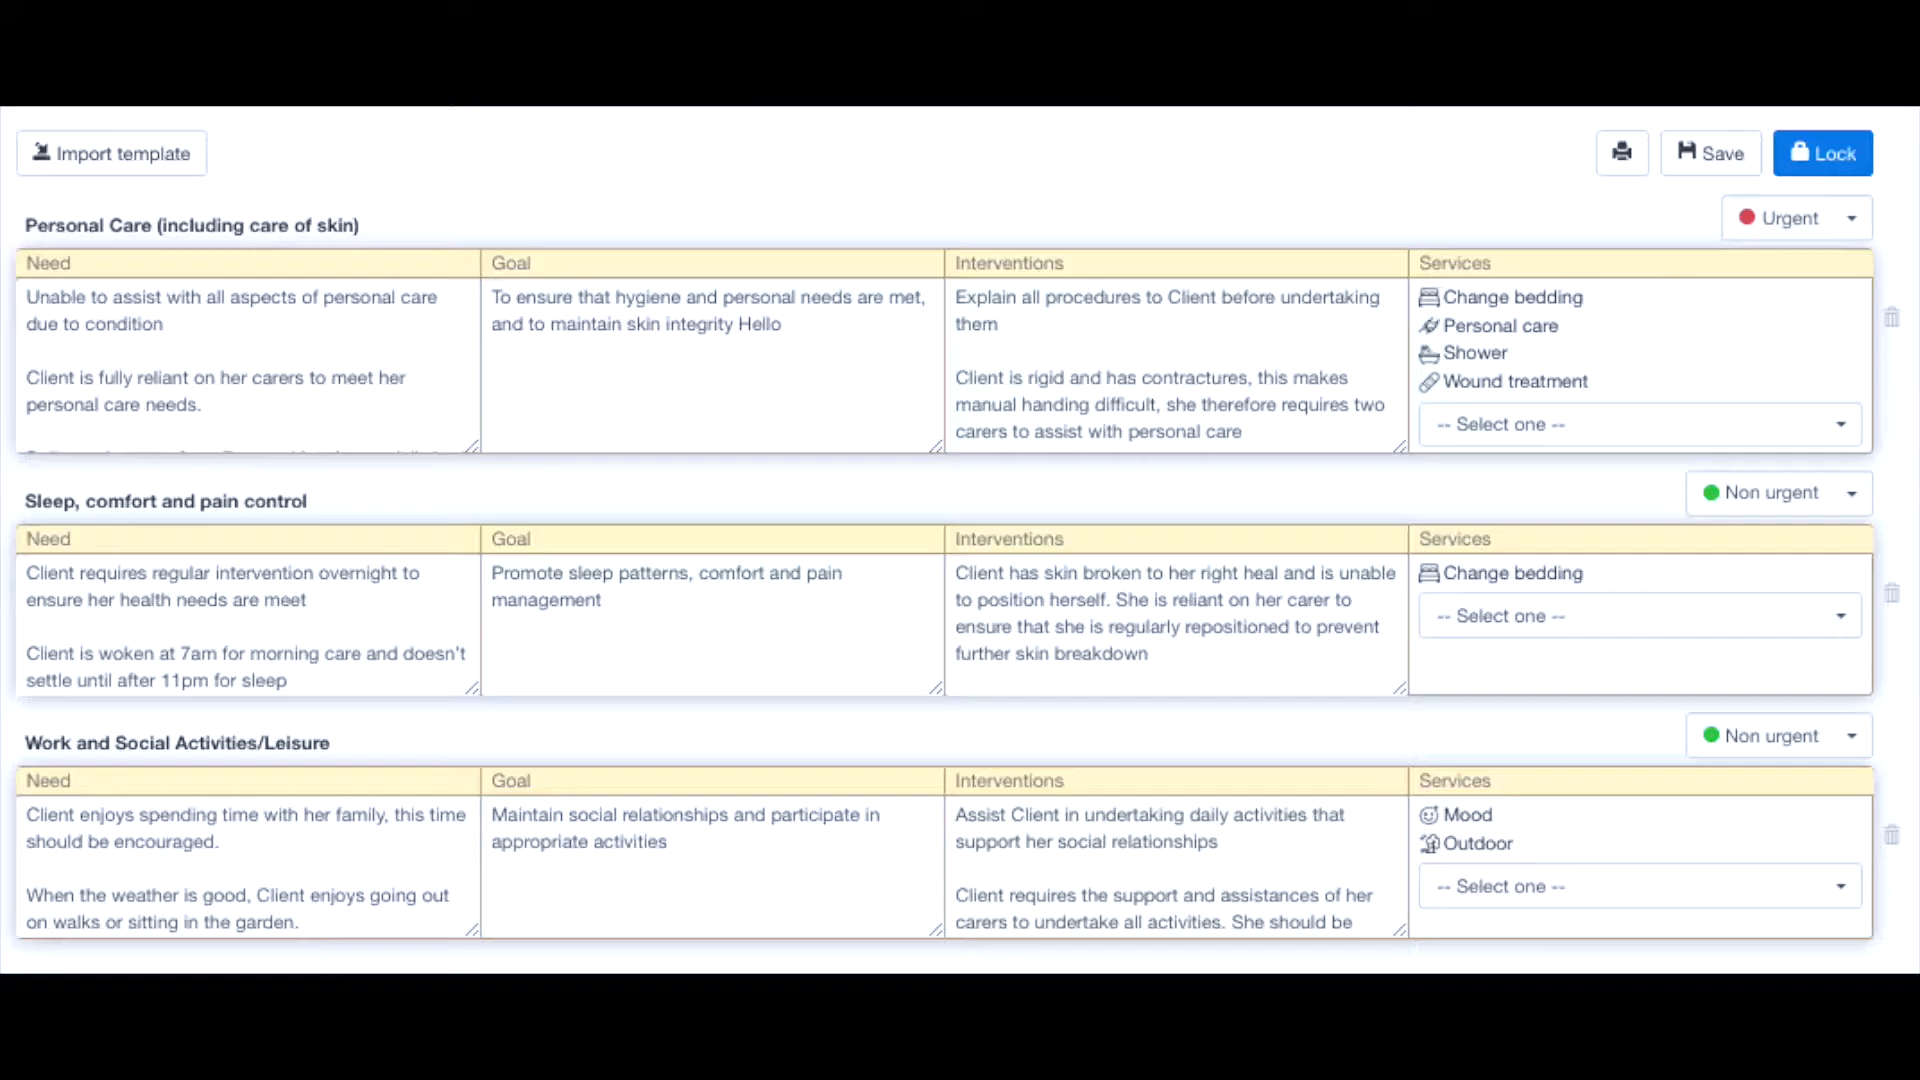 Import template
Save
Lock
Personal Care (including care of skin)
Urgent
Need
Goal
Interventions
Services
Unable to assist with all aspects of personal care
due to condition
Client is fully reliant on her carers to meet her
personal care needs.
To ensure that hygiene and personal needs are met,
and to maintain skin integrity Hello
Explain all procedures to Client before undertaking
them
Client is rigid and has contractures, this makes
manual handing difficult, she therefore requires two
carers to assist with personal care
Change bedding
Personal care
Shower
Wound treatment
-- Select one --
Sleep, comfort and pain control
Non urgent
Need
Goal
Interventions
Services
Client requires regular intervention overnight to
ensure her health needs are meet
Client is woken at 7am for morning care and doesn't
settle until after 11pm for sleep
Promote sleep patterns, comfort and pain
management
Client has skin broken to her right heal and is unable
to position herself. She is reliant on her carer to
ensure that she is regularly repositioned to prevent
further skin breakdown
Change bedding
-- Select one --
Work and Social Activities/Leisure
Non urgent
Need
Goal
Interventions
Services
Client enjoys spending time with her family, this time
should be encouraged.
When the weather is good, Client enjoys going out
on walks or sitting in the garden.
Maintain social relationships and participate in
appropriate activities
Assist Client in undertaking daily activities that
support her social relationships
Client requires the support and assistances of her
carers to undertake all activities. She should be
Mood
Outdoor
-- Select one --